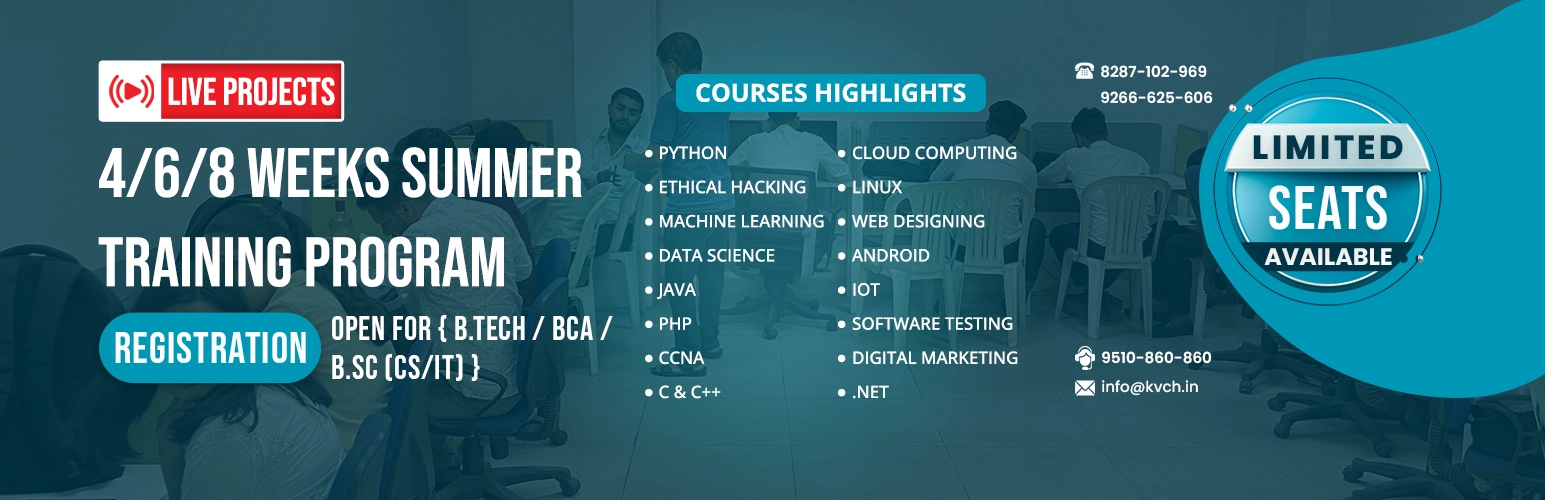 LIVE PROJECTS
4/6/8 WEEKS SUMMER
TRAINING PROGRAM
REGISTRATION
OPEN FOR { B.TECH / BCA /
B.SC (CS/IT) }
COURSES HIGHLIGHTS
PYTHON
ETHICAL HACKING
MACHINE LEARNING
DATA SCIENCE
JAVA
PHP
CCNA
C & C++
CLOUD COMPUTING
LINUX
WEB DESIGNING
ANDROID
IOT
SOFTWARE TESTING
DIGITAL MARKETING
.NET
8287-102-969
9266-625-606
9510-860-860
info@kvch.in
LIMITED
SEATS
AVAILABLE